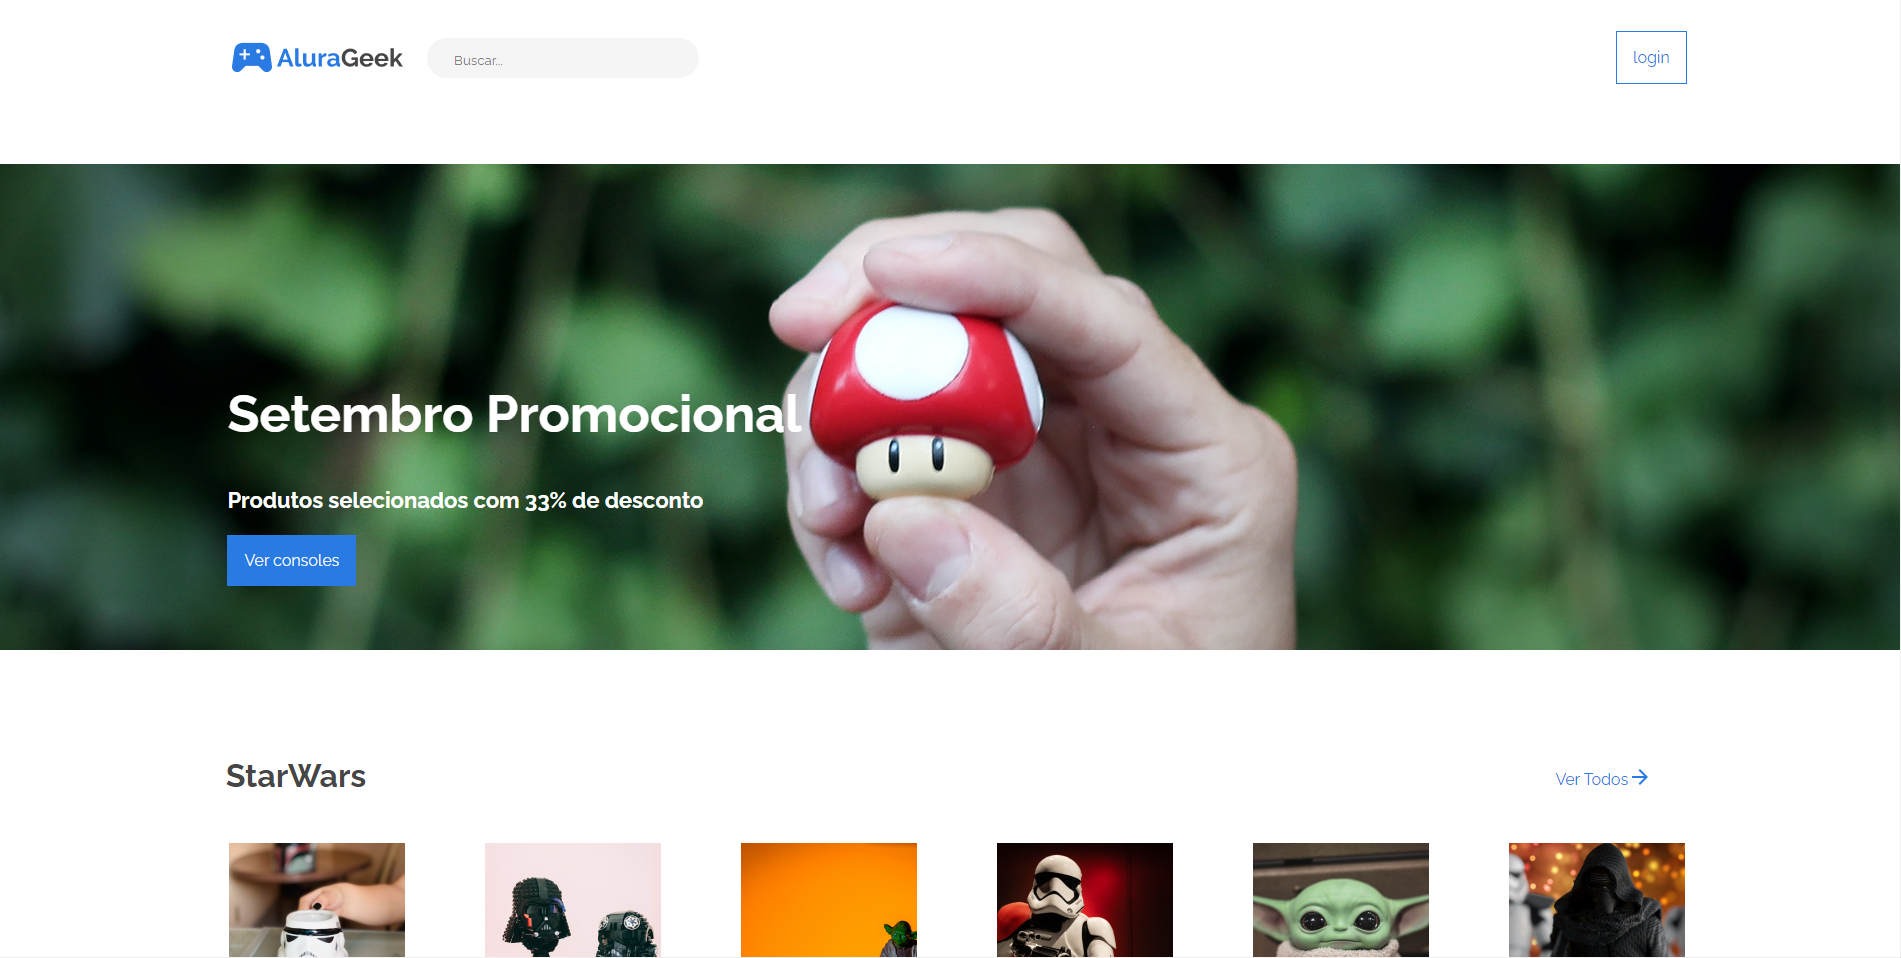 AluraGeek
Buscar...
login
Setembro Promocional
Produtos selecionados com 33% de desconto
Ver consoles
StarWars
Ver Todos